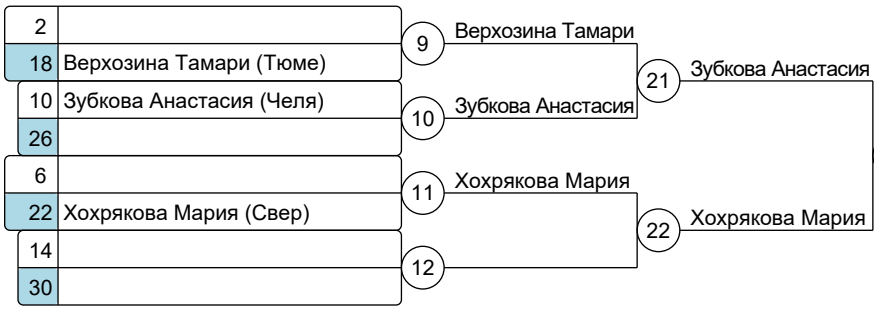 2
18 Верхозина Тамари (Тюме)
10 Зубкова Анастасия (Челя)
26
6
22 Хохрякова Мария (Свер)
14
30
9 Верхозина Тамари
10 Зубкова Анастасия
11 Хохрякова Мария
12
21 Зубкова Анастасия
22 Хохрякова Мария